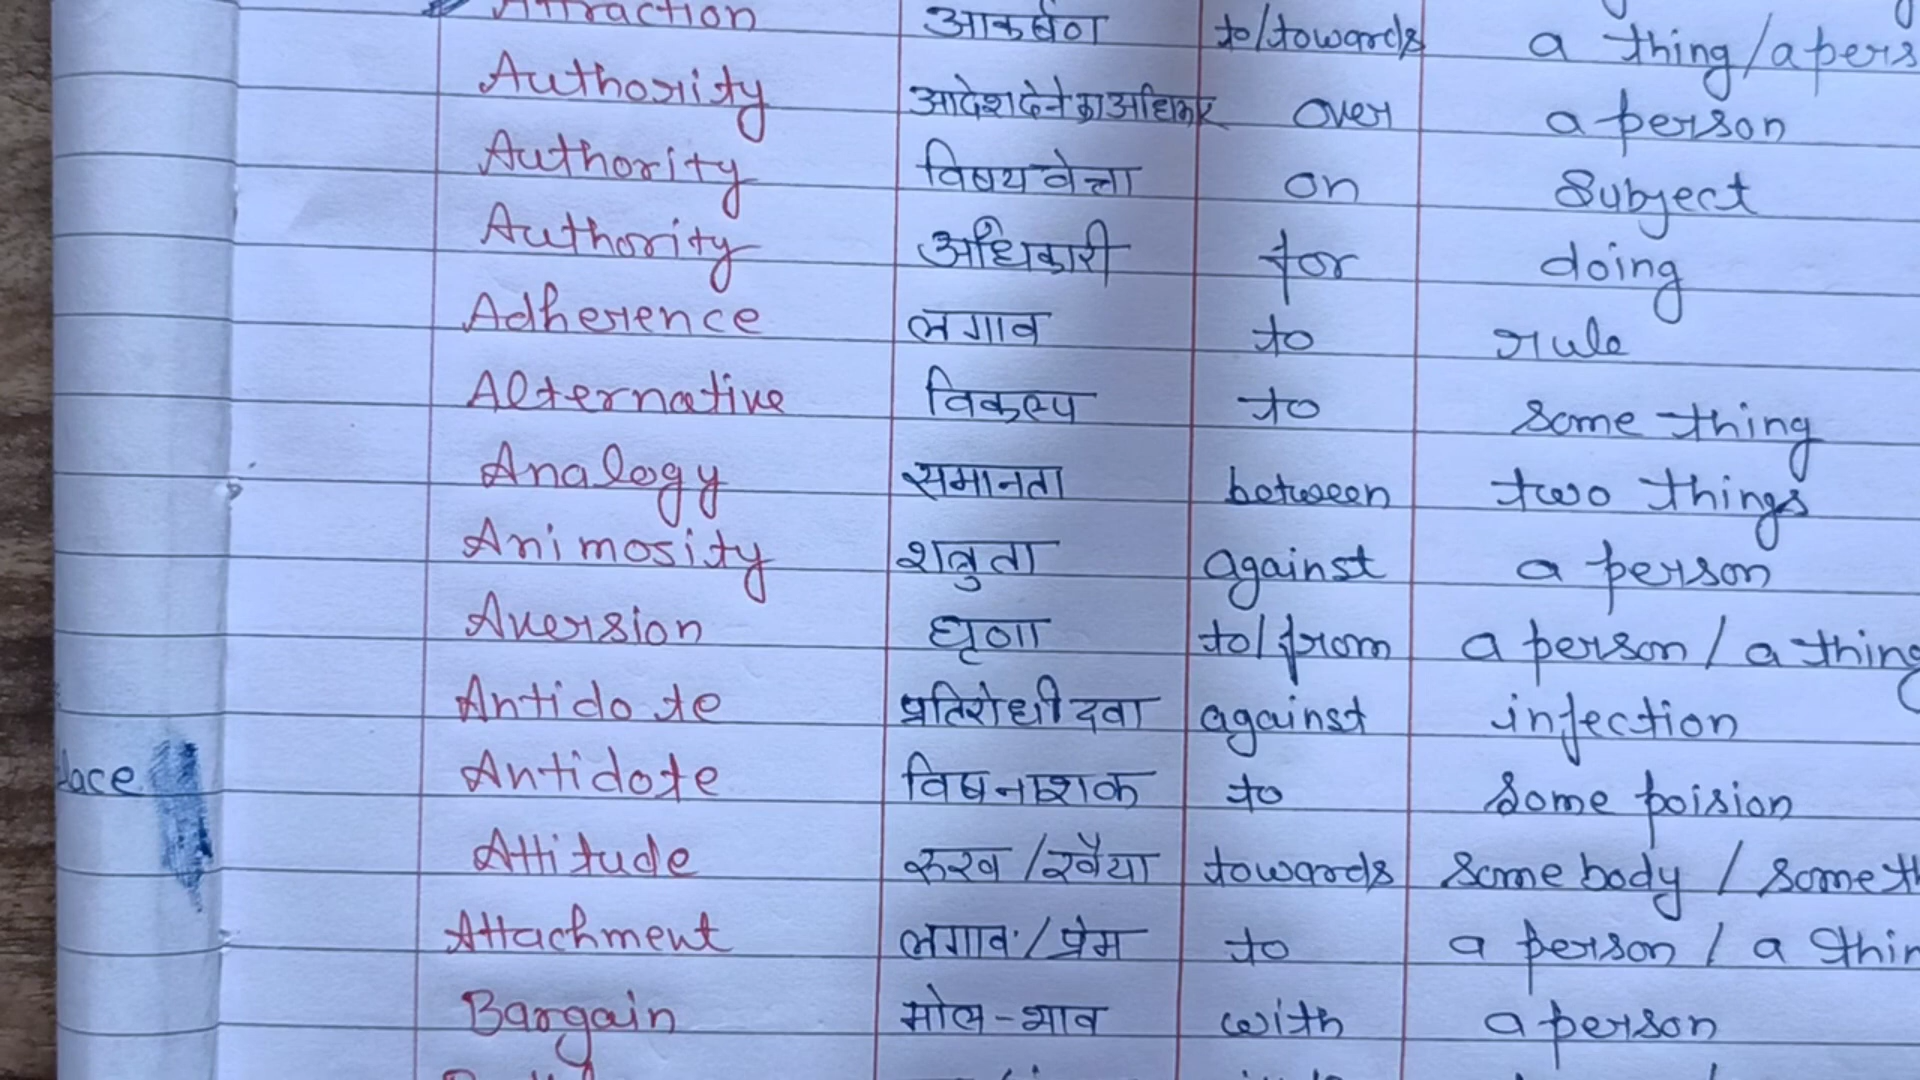 Attraction आकर्षण to/towards a thing/a pers
Authority आदेश देने का अधिकार over a person
Authority विषयवेत्ता on Subject
Authority अधिकारी for doing
Adherence लगाव to rule
Alternative विकल्प to some thing
Analogy समानता between two things
Animosity शत्रुता against a person
Aversion घृणा to/from a person / a thing
Antidote प्रतिरोधी दवा against infection
Antidote विषनाशक to Some poision
lace
Attitude रूख/रवैया towards Some body / Someth
Attachment लगाव/प्रेम to a person / a thin
Bargain मोल-भाव with a person